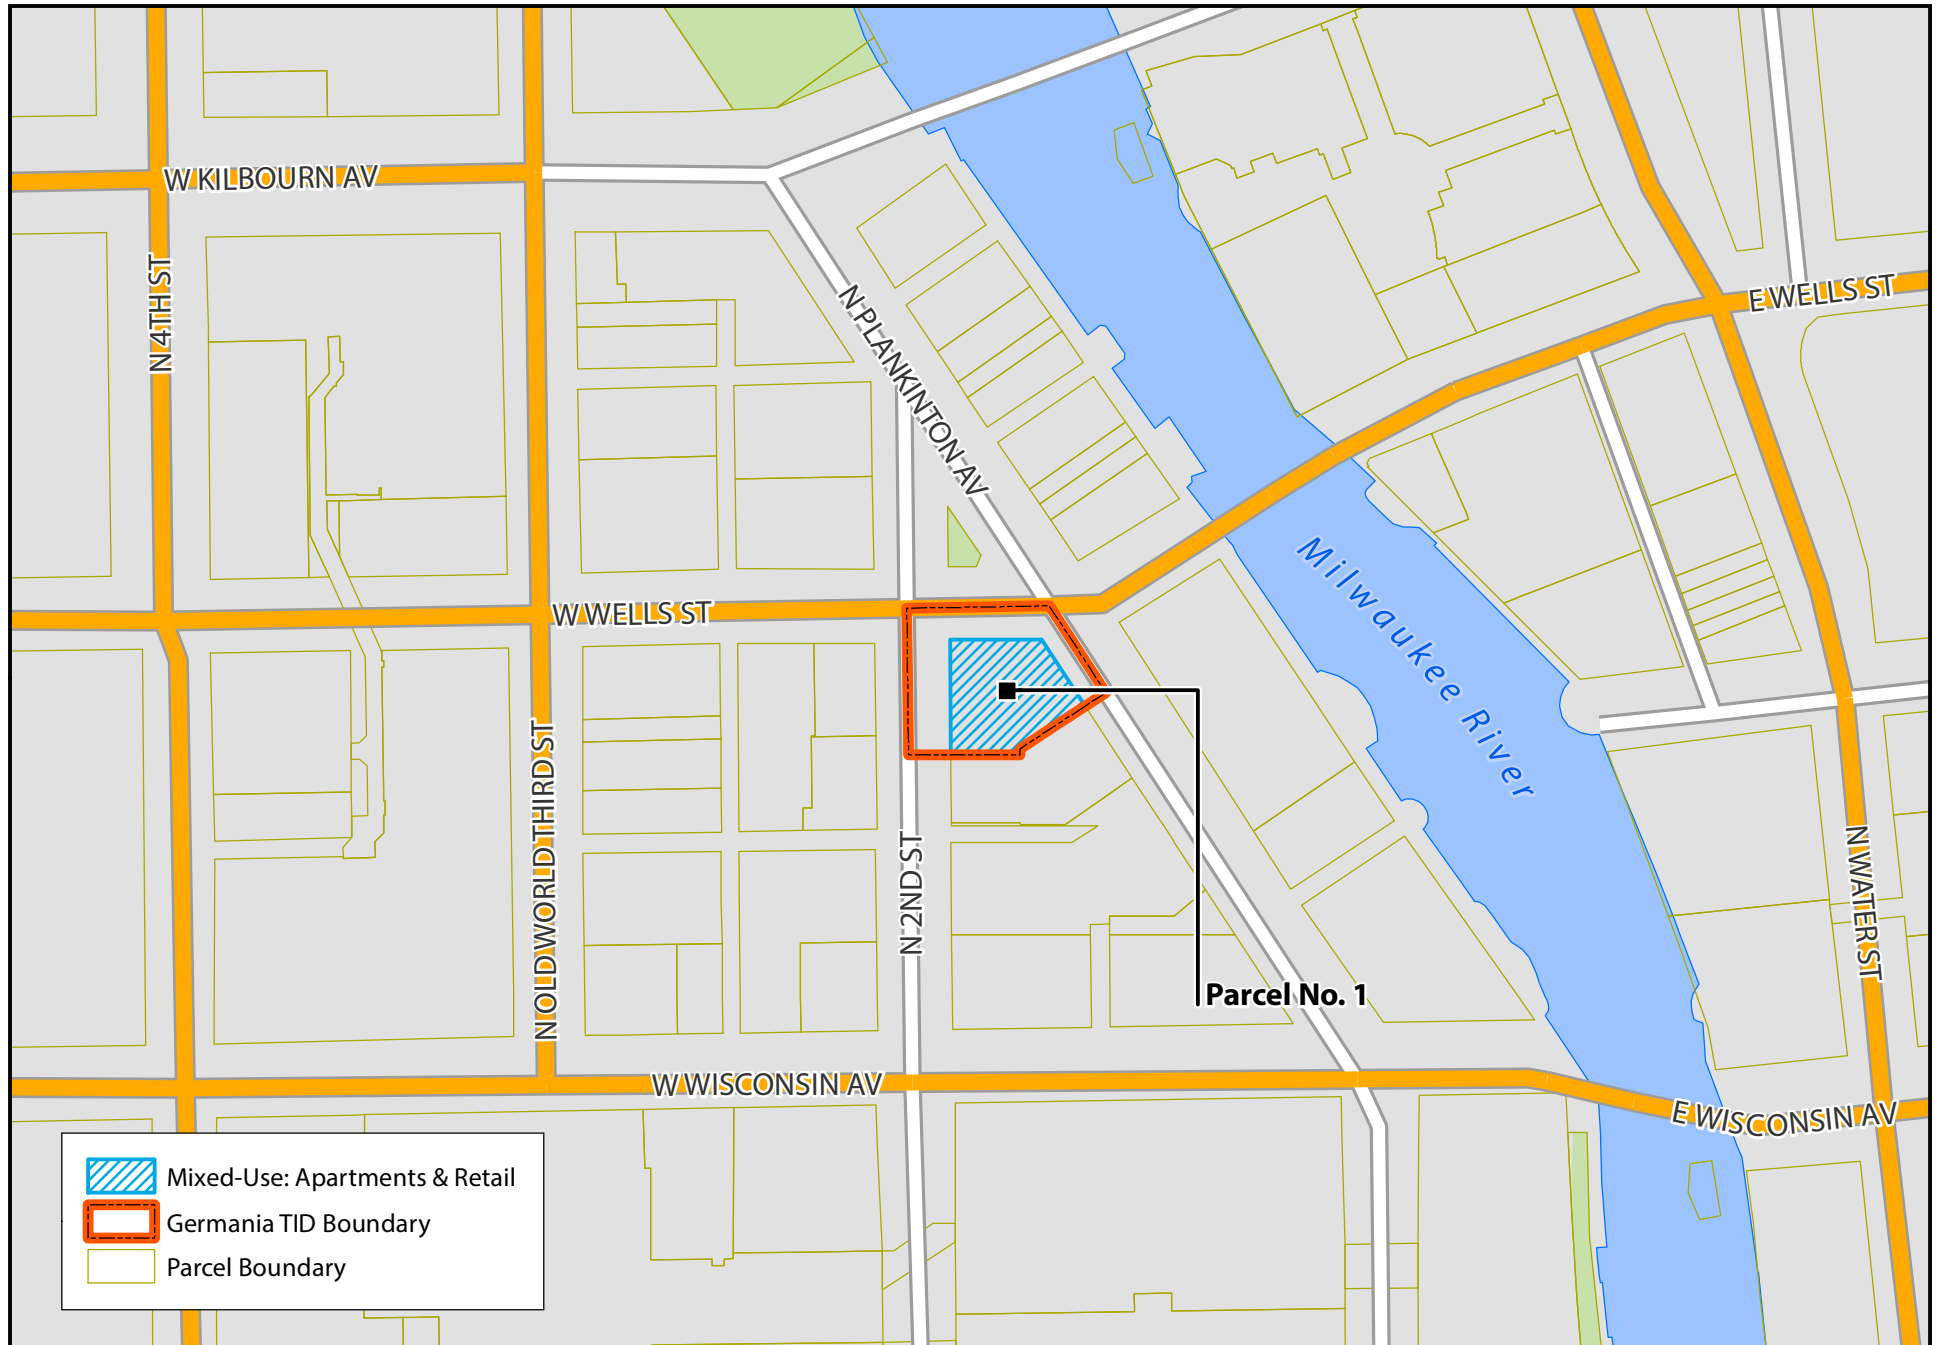 W KILBOURN AV
N 4TH ST
N PLANKINTON AV
E WELLS ST
W WELLS ST
Milwaukee River
N OLD WORLD THIRD ST
N 2ND ST
N WATER ST
Parcel No. 1
W WISCONSIN AV
E WISCONSIN AV
Mixed-Use: Apartments & Retail
Germania TID Boundary
Parcel Boundary